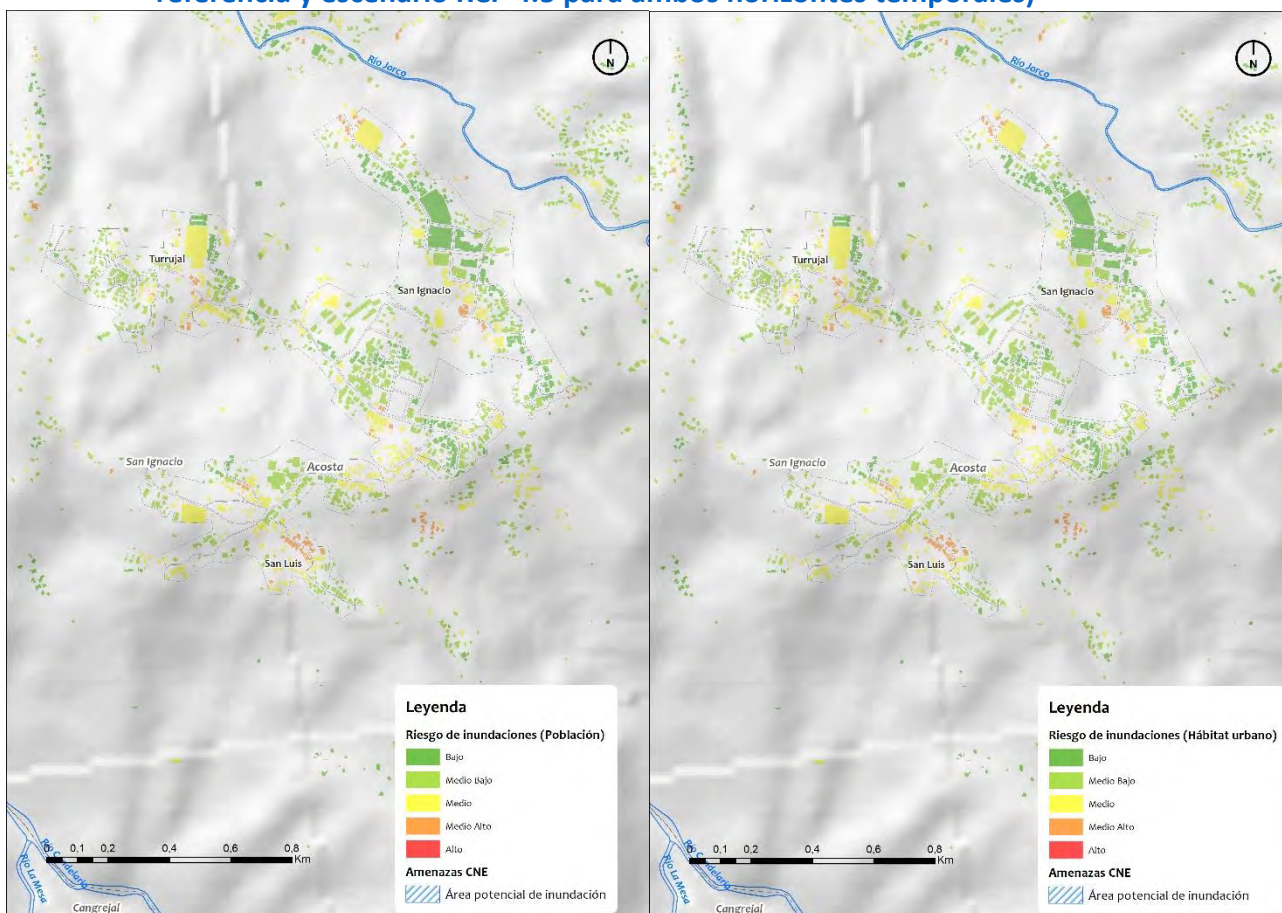 referencia y escenario RCP 4.5 para ambos horizontes temporales)
N
Río Jorco
Turrujal
San Ignacio
San Ignacio
Acosta
San Luis
Río Candelaria
Río La Mesa
Cangrejal
0 0,1 0,2 0,4 0,6 0,8
Km
Leyenda
Riesgo de inundaciones (Población)
Bajo
Medio Bajo
Medio
Medio Alto
Alto
Amenazas CNE
Área potencial de inundación
N
Río Jorco
Turrujal
San Ignacio
San Ignacio
Acosta
San Luis
Río Candelaria
Río La Mesa
Cangrejal
0 0,1 0,2 0,4 0,6 0,8
Km
Leyenda
Riesgo de inundaciones (Hábitat urbano)
Bajo
Medio Bajo
Medio
Medio Alto
Alto
Amenazas CNE
Área potencial de inundación